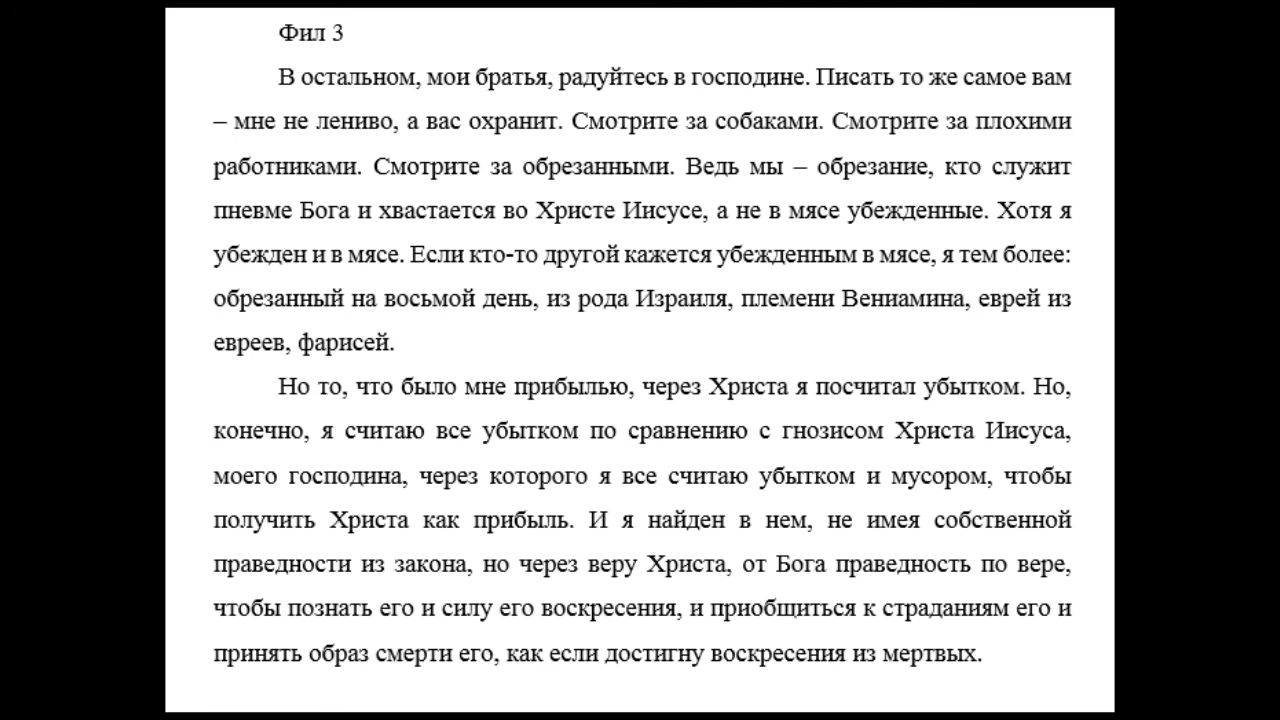 Фил 3
В остальном, мои братья, радуйтесь в господине. Писать то же самое вам
– мне не лениво, а вас охранит. Смотрите за собаками. Смотрите за плохими
работниками. Смотрите за обрезанными. Ведь мы – обрезание, кто служит
пневме Бога и хвастается во Христе Иисусе, а не в мясе убежденные. Хотя я
убежден и в мясе. Если кто-то другой кажется убежденным в мясе, я тем более:
обрезанный на восьмой день, из рода Израиля, племени Вениамина, еврей из
евреев, фарисей.
Но то, что было мне прибылью, через Христа я посчитал убытком. Но,
конечно, я считаю все убытком по сравнению с гнозисом Христа Иисуса,
моего господина, через которого я все считаю убытком и мусором, чтобы
получить Христа как прибыль. И я найден в нем, не имея собственной
праведности из закона, но через веру Христа, от Бога праведность по вере,
чтобы познать его и силу его воскресения, и приобщиться к страданиям его и
принять образ смерти его, как если достигну воскресения из мертвых.